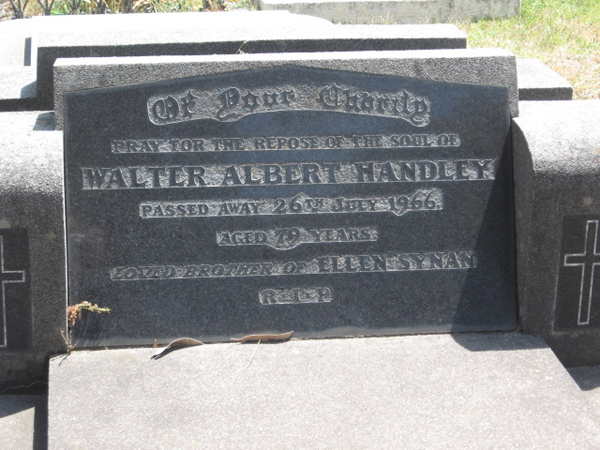 Of Your Charity
PRAY FOR THE REPOSE OF THE SOUL OF
WALTER ALBERT HANDLEY
PASSED AWAY 26TH JULY 1966.
AGED 79 YEARS.
LOVED BROTHER OF ELLEN SYNAN
R·I·P